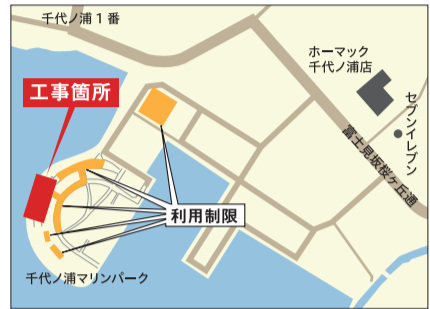 千代ノ浦1番
ホーマック
千代ノ浦店
セブンイレブン
工事箇所
富士見坂桜ヶ丘通
利用制限
千代ノ浦マリンパーク